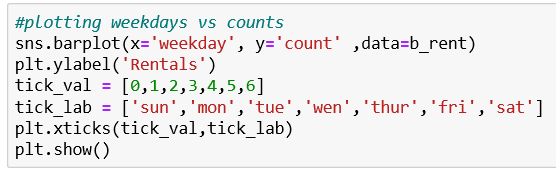 #plotting weekdays vs counts
sns.barplot(x='weekday', y='count' ,data=b_rent)
plt.ylabel('Rentals')
tick_val = [0,1,2,3,4,5,6]
tick_lab = ['sun','mon','tue','wen','thur','fri','sat']
plt.xticks(tick_val,tick_lab)
plt.show()